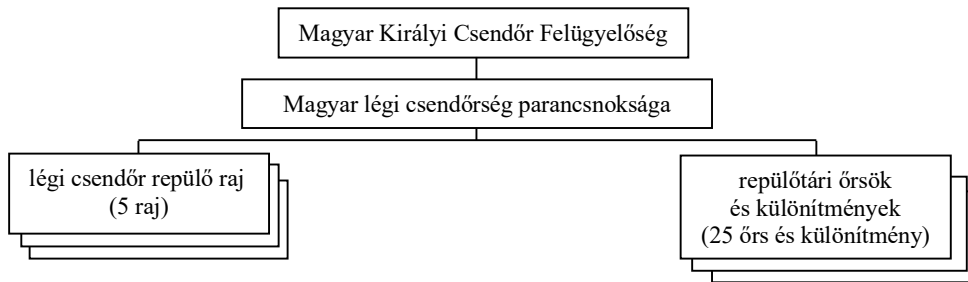 Magyar Királyi Csendőr Felügyelőség
Magyar légi csendőrség parancsnoksága
légi csendőr repülő raj
(5 raj)
repülőtári őrsök
és különítmények
(25 őrs és különítmény)